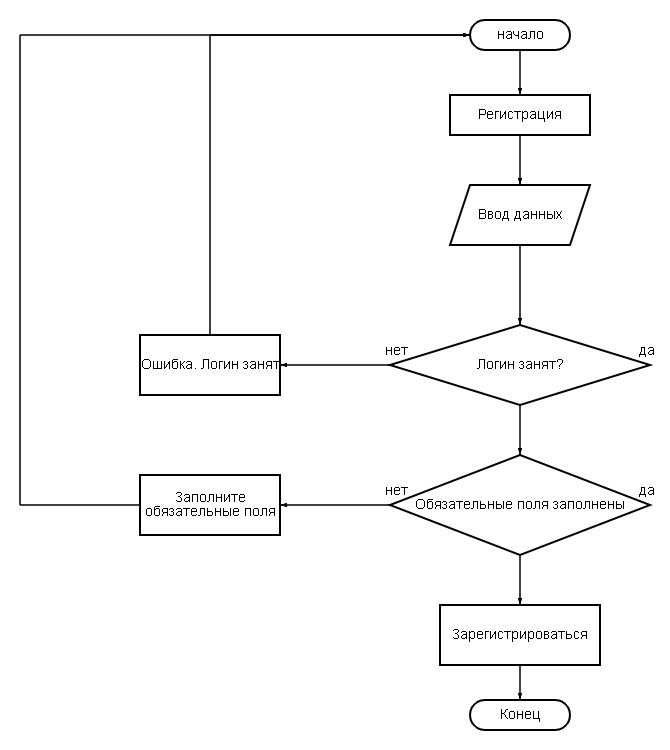 начало
Регистрация
Ввод данных
нет
да
Логин занят?
Ошибка. Логин занят
нет
да
Обязательные поля заполнены
Заполните
обязательные поля
Зарегистрироваться
Конец